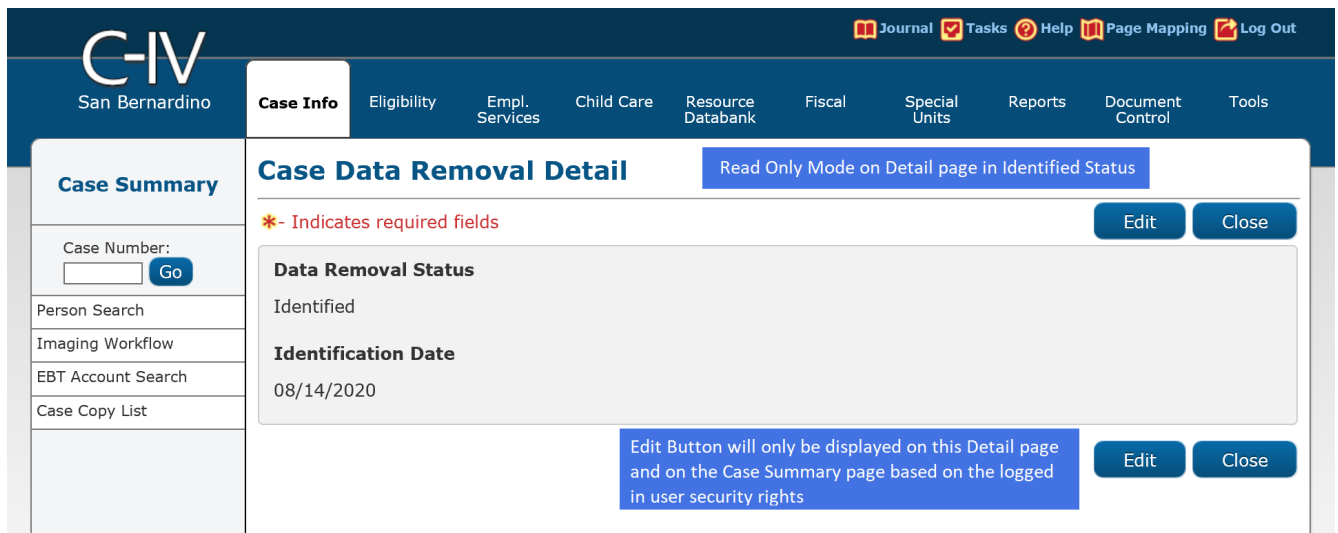 Journal Tasks Help Page Mapping Log Out
C-IV
San Bernardino
Case Info Eligibility Empl. Services Child Care Resource Databank Fiscal Special Units Reports Document Control Tools
Case Summary
Case Number:
Go
Person Search
Imaging Workflow
EBT Account Search
Case Copy List
Case Data Removal Detail
Read Only Mode on Detail page in Identified Status
*- Indicates required fields
Edit Close
Data Removal Status
Identified
Identification Date
08/14/2020
Edit Button will only be displayed on this Detail page
and on the Case Summary page based on the logged
in user security rights
Edit Close